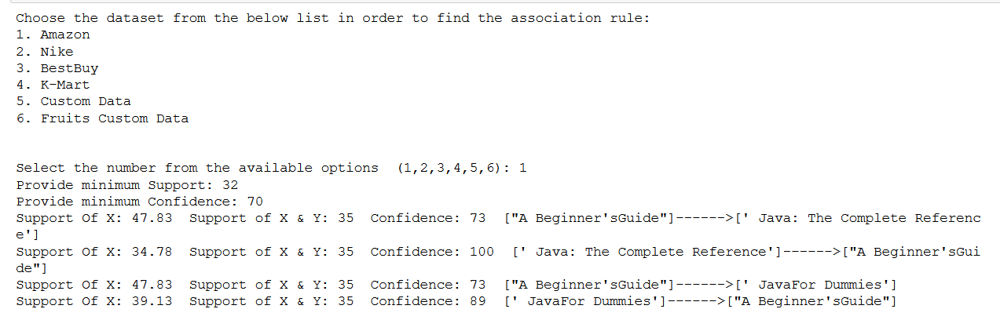 Choose the dataset from the below list in order to find the association rule:
1. Amazon
2. Nike
3. BestBuy
4. K-Mart
5. Custom Data
6. Fruits Custom Data
Select the number from the available options  (1,2,3,4,5,6): 1
Provide minimum Support: 32
Provide minimum Confidence: 70
Support Of X: 47.83  Support of X & Y: 35  Confidence: 73  ["A Beginner'sGuide"]------>[' Java: The Complete Referenc
e']
Support Of X: 34.78  Support of X & Y: 35  Confidence: 100  [' Java: The Complete Reference']------>["A Beginner'sGui
de"]
Support Of X: 47.83  Support of X & Y: 35  Confidence: 73  ["A Beginner'sGuide"]------>[' JavaFor Dummies']
Support Of X: 39.13  Support of X & Y: 35  Confidence: 89  [' JavaFor Dummies']------>["A Beginner'sGuide"]